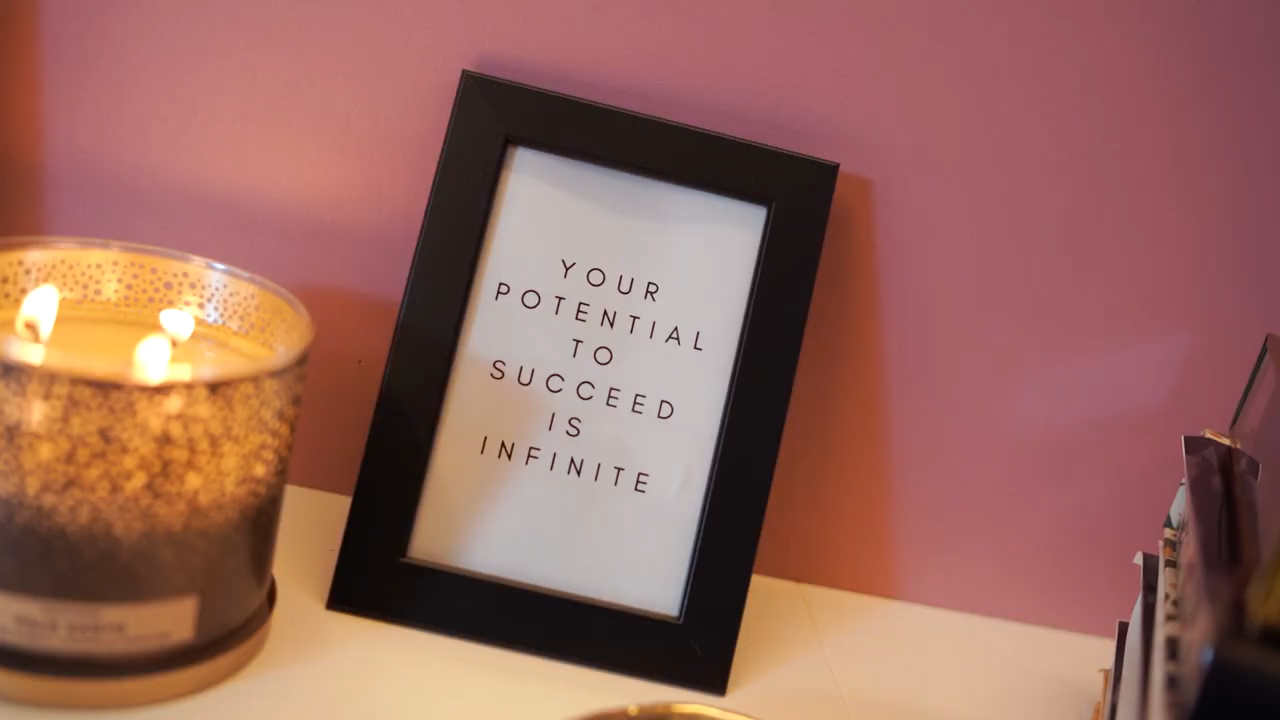 YOUR
POTENTIAL
TO
SUCCEED
IS
INFINITE